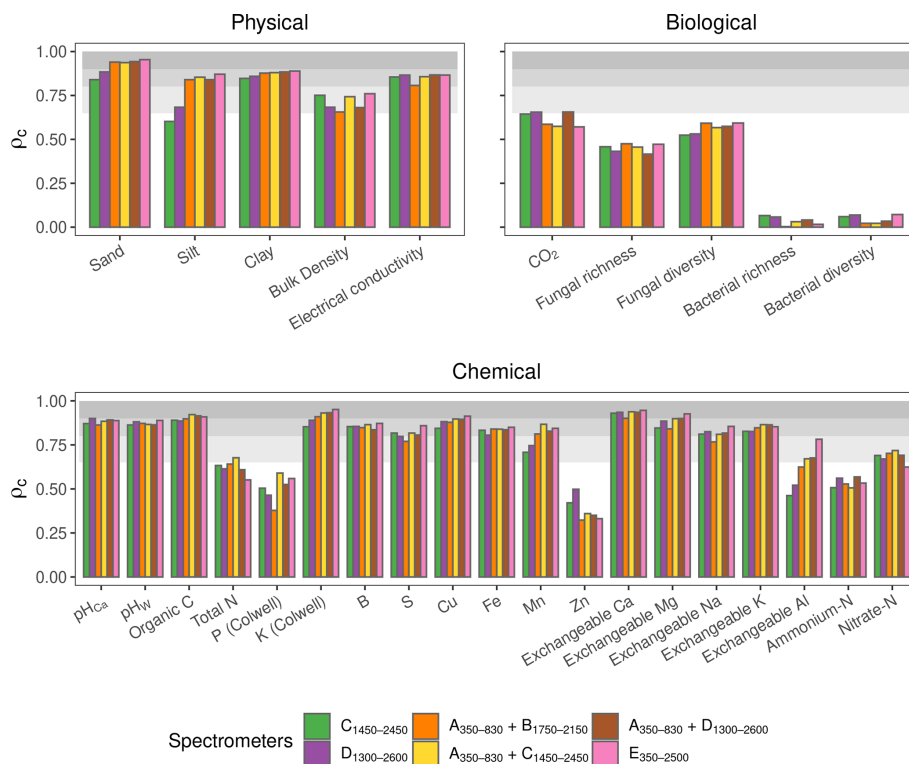 Physical
Biological
1.00
0.75
0.50
0.25
0.00
ρc
Sand
Silt
Clay
Bulk Density
Electrical conductivity
CO₂
Fungal richness
Fungal diversity
Bacterial richness
Bacterial diversity
Chemical
1.00
0.75
0.50
0.25
0.00
ρc
pHCa
pHW
Organic C
Total N
P (Colwell)
K (Colwell)
B
S
Cu
Fe
Mn
Zn
Exchangeable Ca
Exchangeable Mg
Exchangeable Na
Exchangeable K
Exchangeable Al
Ammonium-N
Nitrate-N
Spectrometers
C1450–2450
A350–830 + B1750–2150
A350–830 + D1300–2600
D1300–2600
A350–830 + C1450–2450
E350–2500